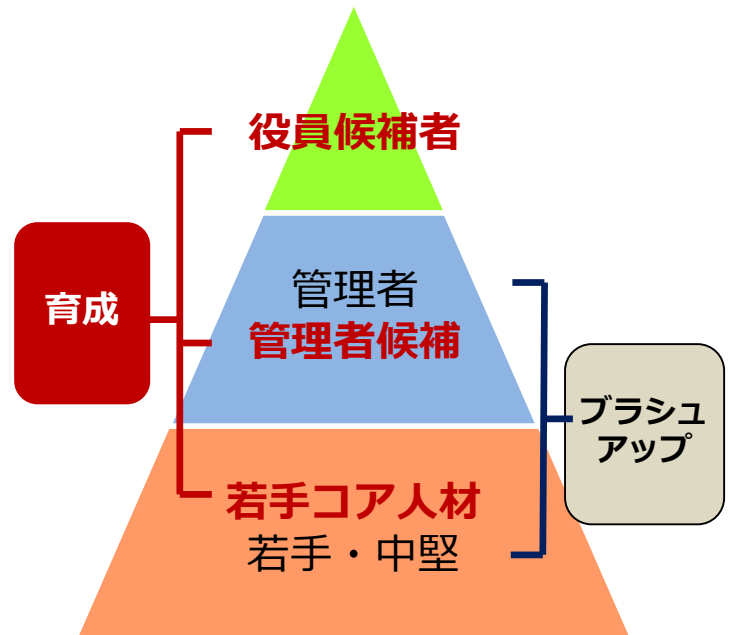 役員候補者
育成
管理者
管理者候補
ブラシュ
アップ
若手コア人材
若手・中堅